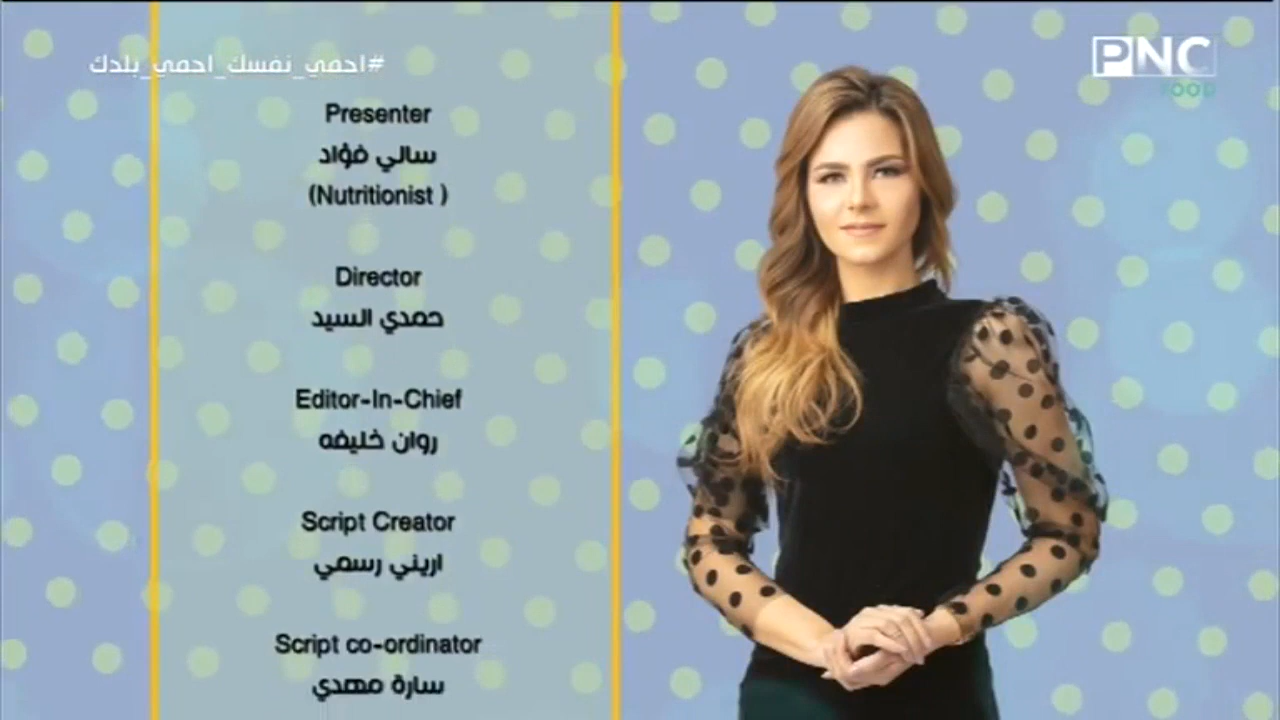 #احمي_نفسك_احمي_بلدك
PNC
FOOD
Presenter
سالي فؤاد
(Nutritionist )
Director
حمدي السيد
Editor-In-Chief
روان خليفه
Script Creator
اريني رسمي
Script co-ordinator
سارة مهدي